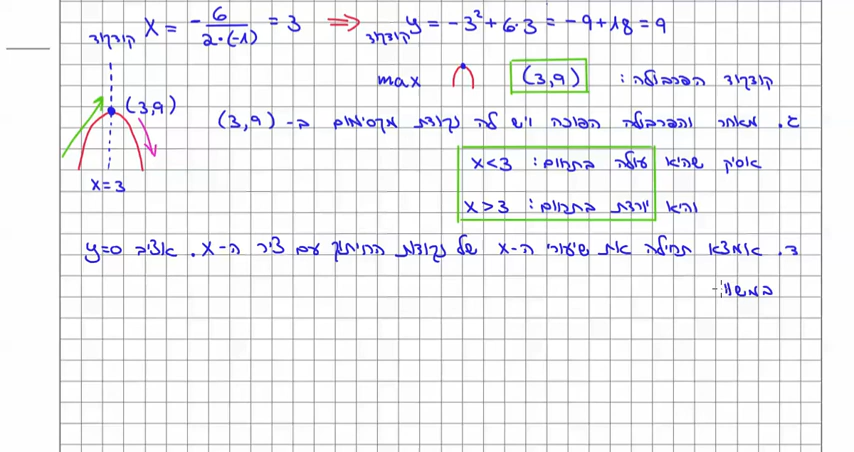 x קודקוד = -6/(2·(-1)) = 3 ⇒ y קודקוד = -3² + 6·3 = -9+18 = 9
קודקוד הפרבולה: (3,9) max
(3,9)
x=3
ג. מאחר והפרבולה הפוכה ויש לה נקודת מקסימום ב-(3,9)
אסיק שהיא עולה בתחום: x<3
והיא יורדת בתחום: x>3
ד. אמצא תחילה את שיעורי ה-x של נקודות החיתוך עם ציר ה-x. אציב y=0